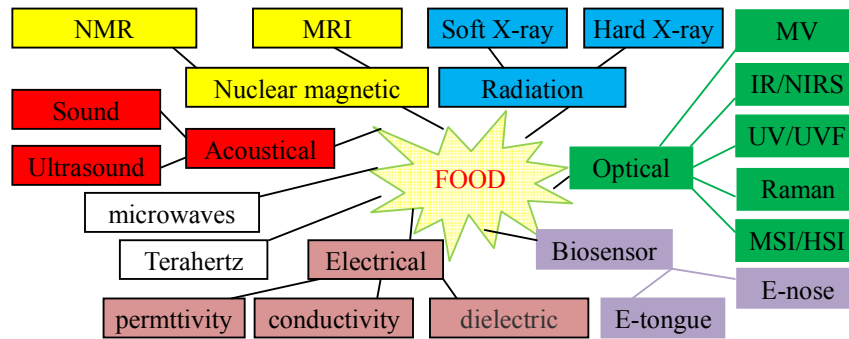 NMR
MRI
Soft X-ray
Hard X-ray
MV
Nuclear magnetic
Radiation
IR/NIRS
Sound
Acoustical
UV/UVF
Ultrasound
FOOD
Optical
Raman
microwaves
MSI/HSI
Terahertz
Electrical
Biosensor
E-nose
permttivity
conductivity
dielectric
E-tongue